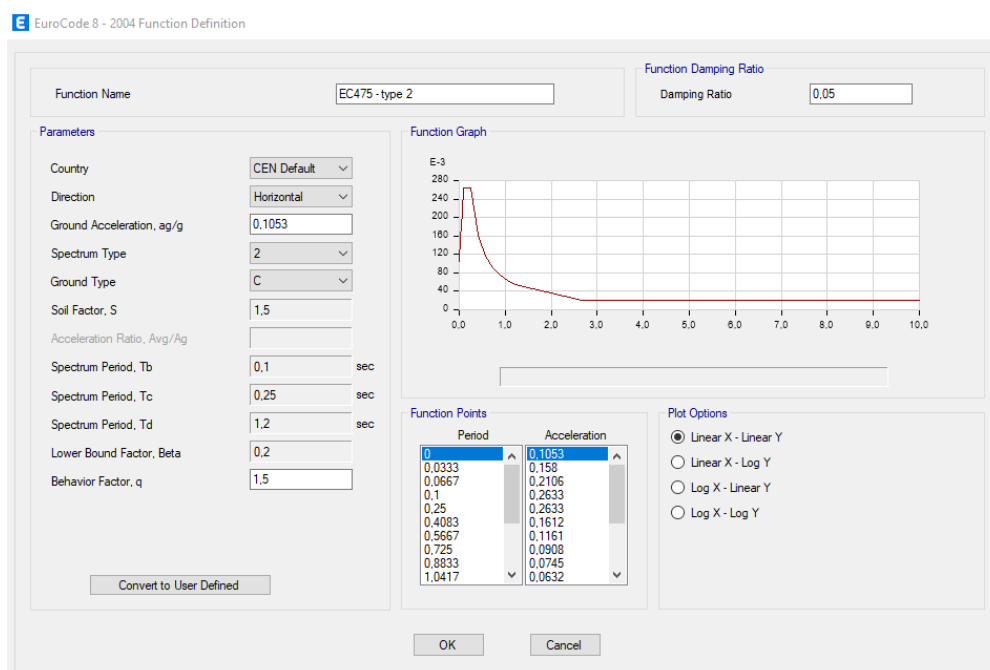 E EuroCode 8 - 2004 Function Definition
Function Name EC475 - type 2
Function Damping Ratio
Damping Ratio 0,05
Parameters
Country CEN Default
Direction Horizontal
Ground Acceleration, ag/g 0,1053
Spectrum Type 2
Ground Type C
Soil Factor, S 1,5
Acceleration Ratio, Avg/Ag
Spectrum Period, Tb 0,1 sec
Spectrum Period, Tc 0,25 sec
Spectrum Period, Td 1,2 sec
Lower Bound Factor, Beta 0,2
Behavior Factor, q 1,5
Convert to User Defined
Function Graph
E-3
280
240
200
160
120
80
40
0
0,0 1,0 2,0 3,0 4,0 5,0 6,0 7,0 8,0 9,0 10,0
Function Points
Period Acceleration
0 0,1053
0,0333 0,158
0,0667 0,2106
0,1 0,2633
0,25 0,2633
0,4083 0,1612
0,5667 0,1161
0,725 0,0908
0,8833 0,0745
1,0417 0,0632
Plot Options
Linear X - Linear Y
Linear X - Log Y
Log X - Linear Y
Log X - Log Y
OK Cancel